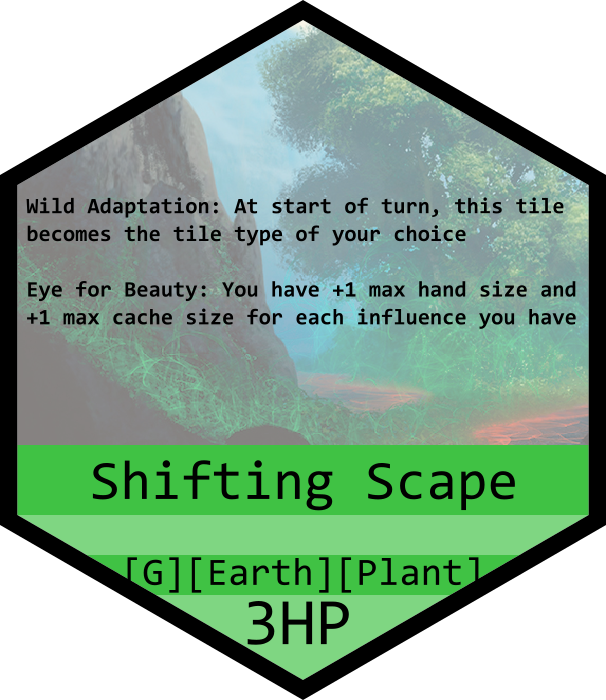 Wild Adaptation: At start of turn, this tile
becomes the tile type of your choice
Eye for Beauty: You have +1 max hand size and
+1 max cache size for each influence you have
Shifting Scape
[G][Earth][Plant]
3HP